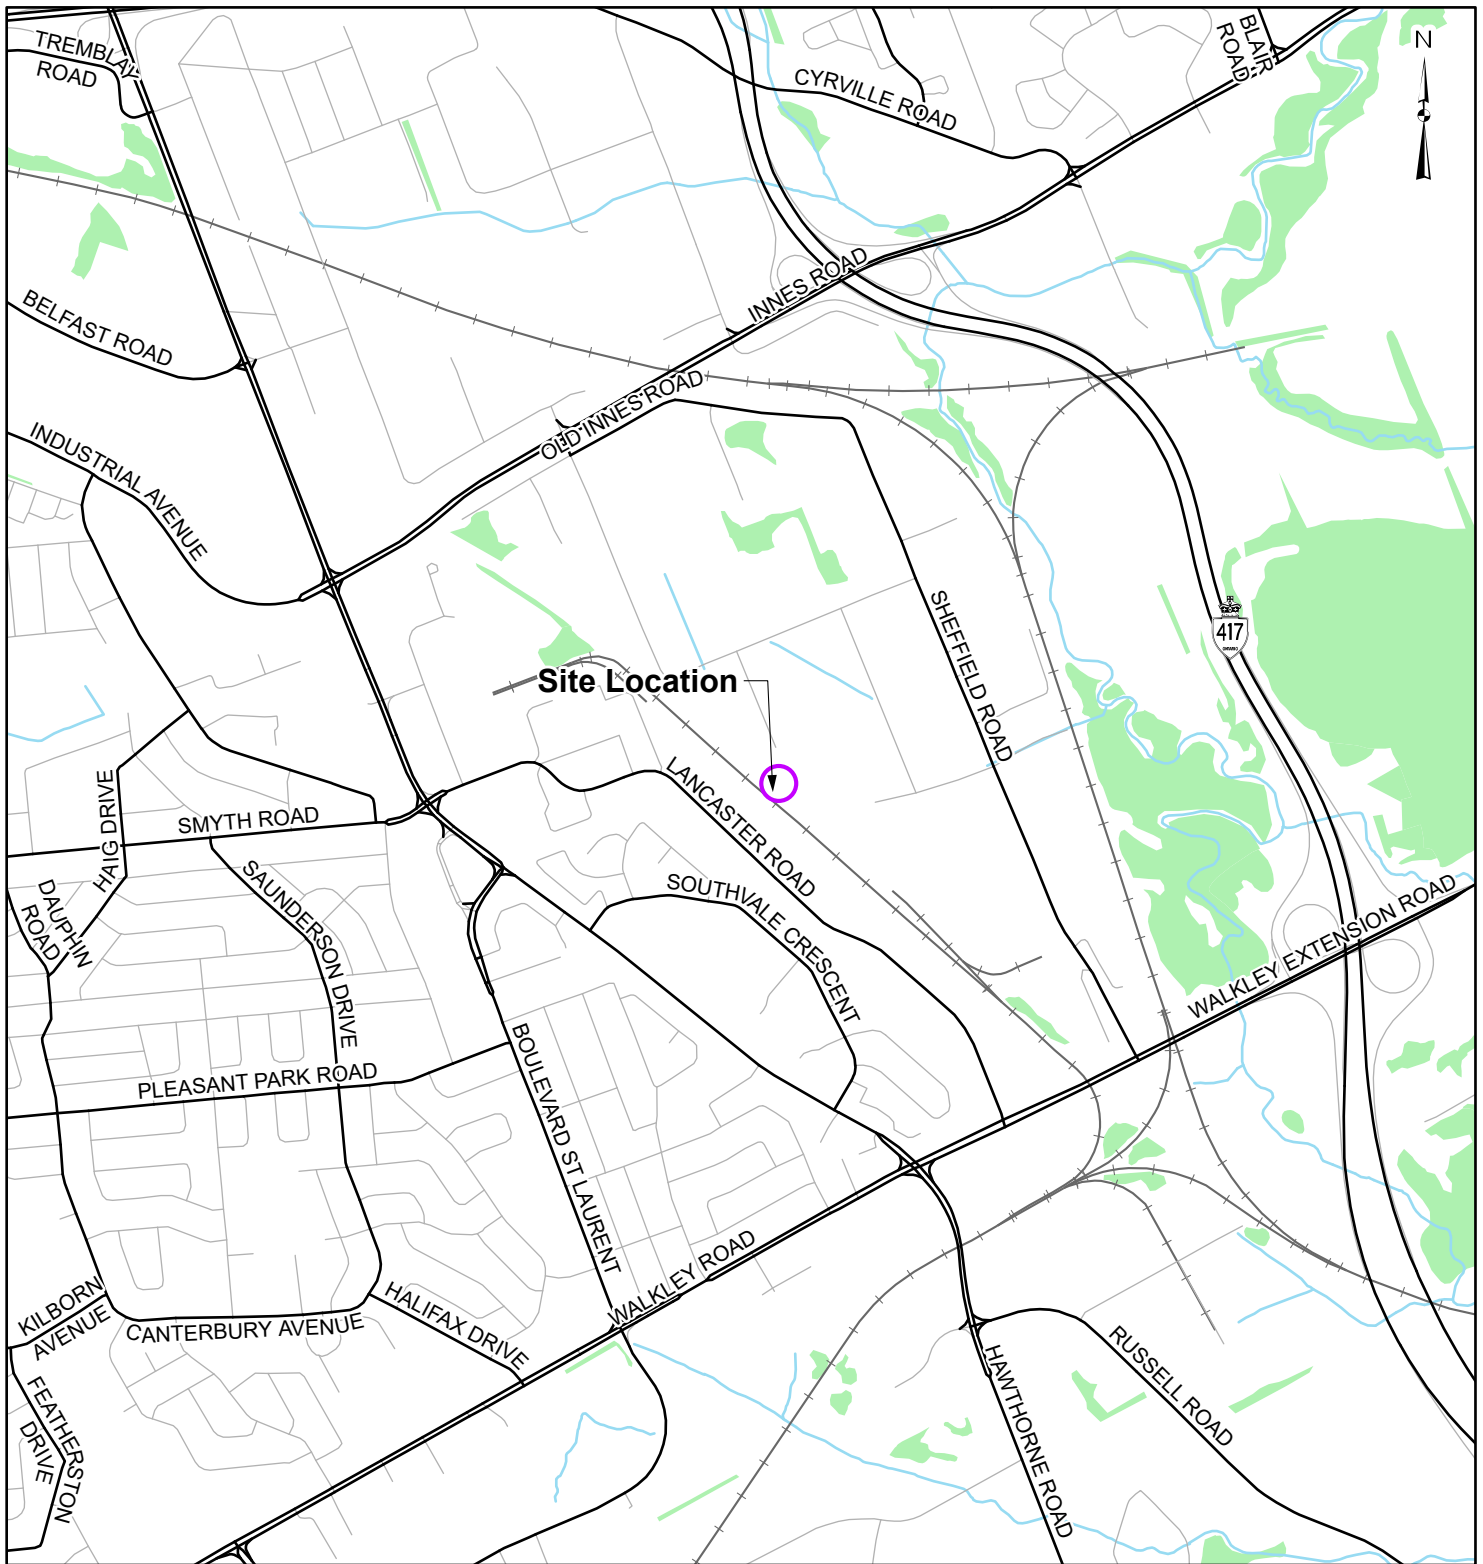 TREMBLAY
ROAD
BLAIR
ROAD
N
CYRVILLE ROAD
BELFAST ROAD
INNES ROAD
OLD INNES ROAD
INDUSTRIAL AVENUE
SHEFFIELD ROAD
417
ONTARIO
Site Location
LANCASTER ROAD
HAIG DRIVE
SMYTH ROAD
SAUNDERSON DRIVE
DAUPHIN
ROAD
SOUTHVALE CRESCENT
WALKLEY EXTENSION ROAD
PLEASANT PARK ROAD
BOULEVARD ST LAURENT
WALKLEY ROAD
KILBORN
AVENUE
CANTERBURY AVENUE
HALIFAX DRIVE
FEATHERSTON
DRIVE
HAWTHORNE ROAD
RUSSELL ROAD